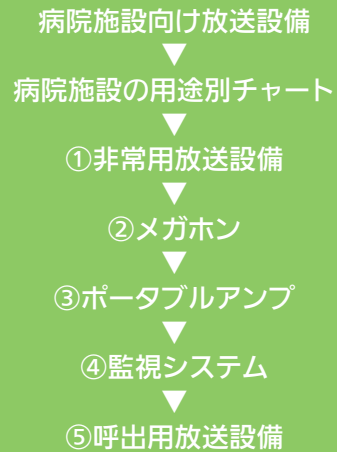 病院施設向け放送設備
▼
病院施設の用途別チャート
▼
①非常用放送設備
▼
②メガホン
▼
③ポータブルアンプ
▼
④監視システム
▼
⑤呼出用放送設備